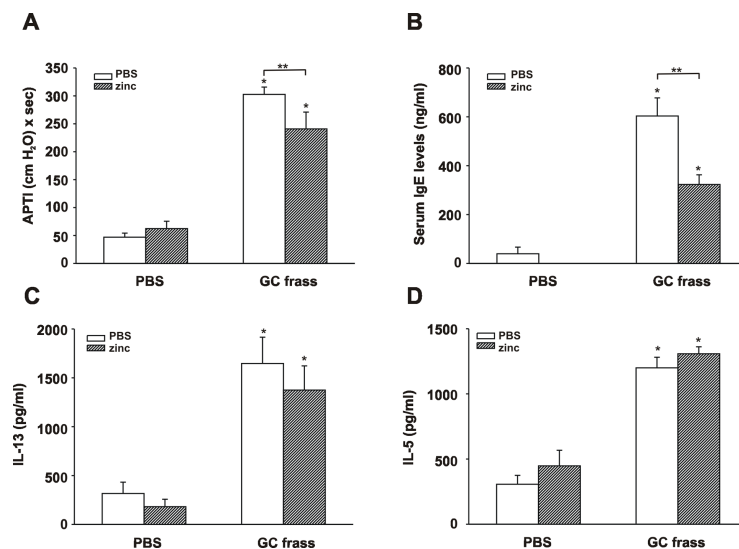 A
350
300
250
200
150
100
50
0
APTI (cm H₂O) x sec)
PBS
zinc
*
**
*
PBS
GC frass
B
800
600
400
200
0
Serum IgE levels (ng/ml)
PBS
zinc
*
**
*
PBS
GC frass
C
2000
1500
1000
500
0
IL-13 (pg/ml)
PBS
zinc
*
*
PBS
GC frass
D
1500
1000
500
0
IL-5 (pg/ml)
PBS
zinc
*
*
PBS
GC frass